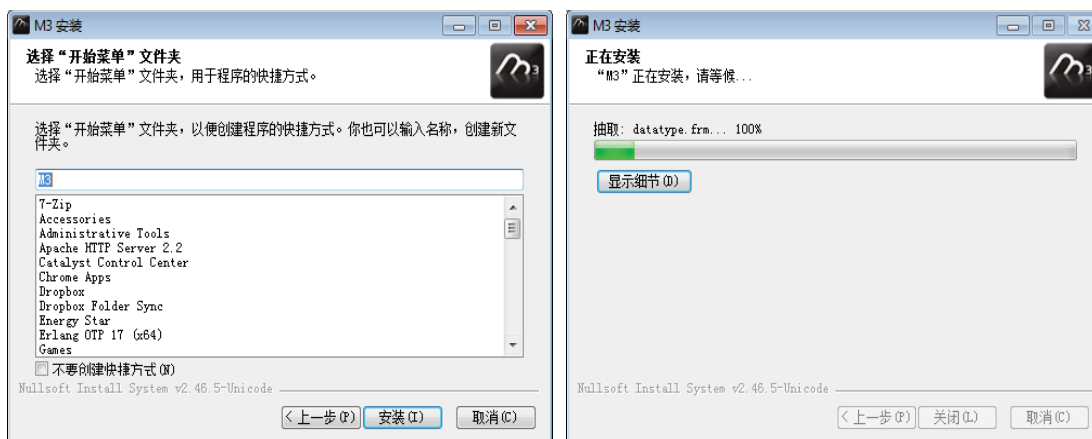 M3 安装
选择“开始菜单”文件夹
选择“开始菜单”文件夹，用于程序的快捷方式。
m3
选择“开始菜单”文件夹，以便创建程序的快捷方式。你也可以输入名称，创建新文
件夹。
M3
7-Zip
Accessories
Administrative Tools
Apache HTTP Server 2.2
Catalyst Control Center
Chrome Apps
Dropbox
Dropbox Folder Sync
Energy Star
Erlang OTP 17 (x64)
Games
不要创建快捷方式(N)
Nullsoft Install System v2.46.5-Unicode
<上一步(P)
安装(I)
取消(C)
M3 安装
正在安装
“M3”正在安装，请等候...
m3
抽取: datatype.frm... 100%
显示细节(D)
Nullsoft Install System v2.46.5-Unicode
<上一步(P)
关闭(L)
取消(C)